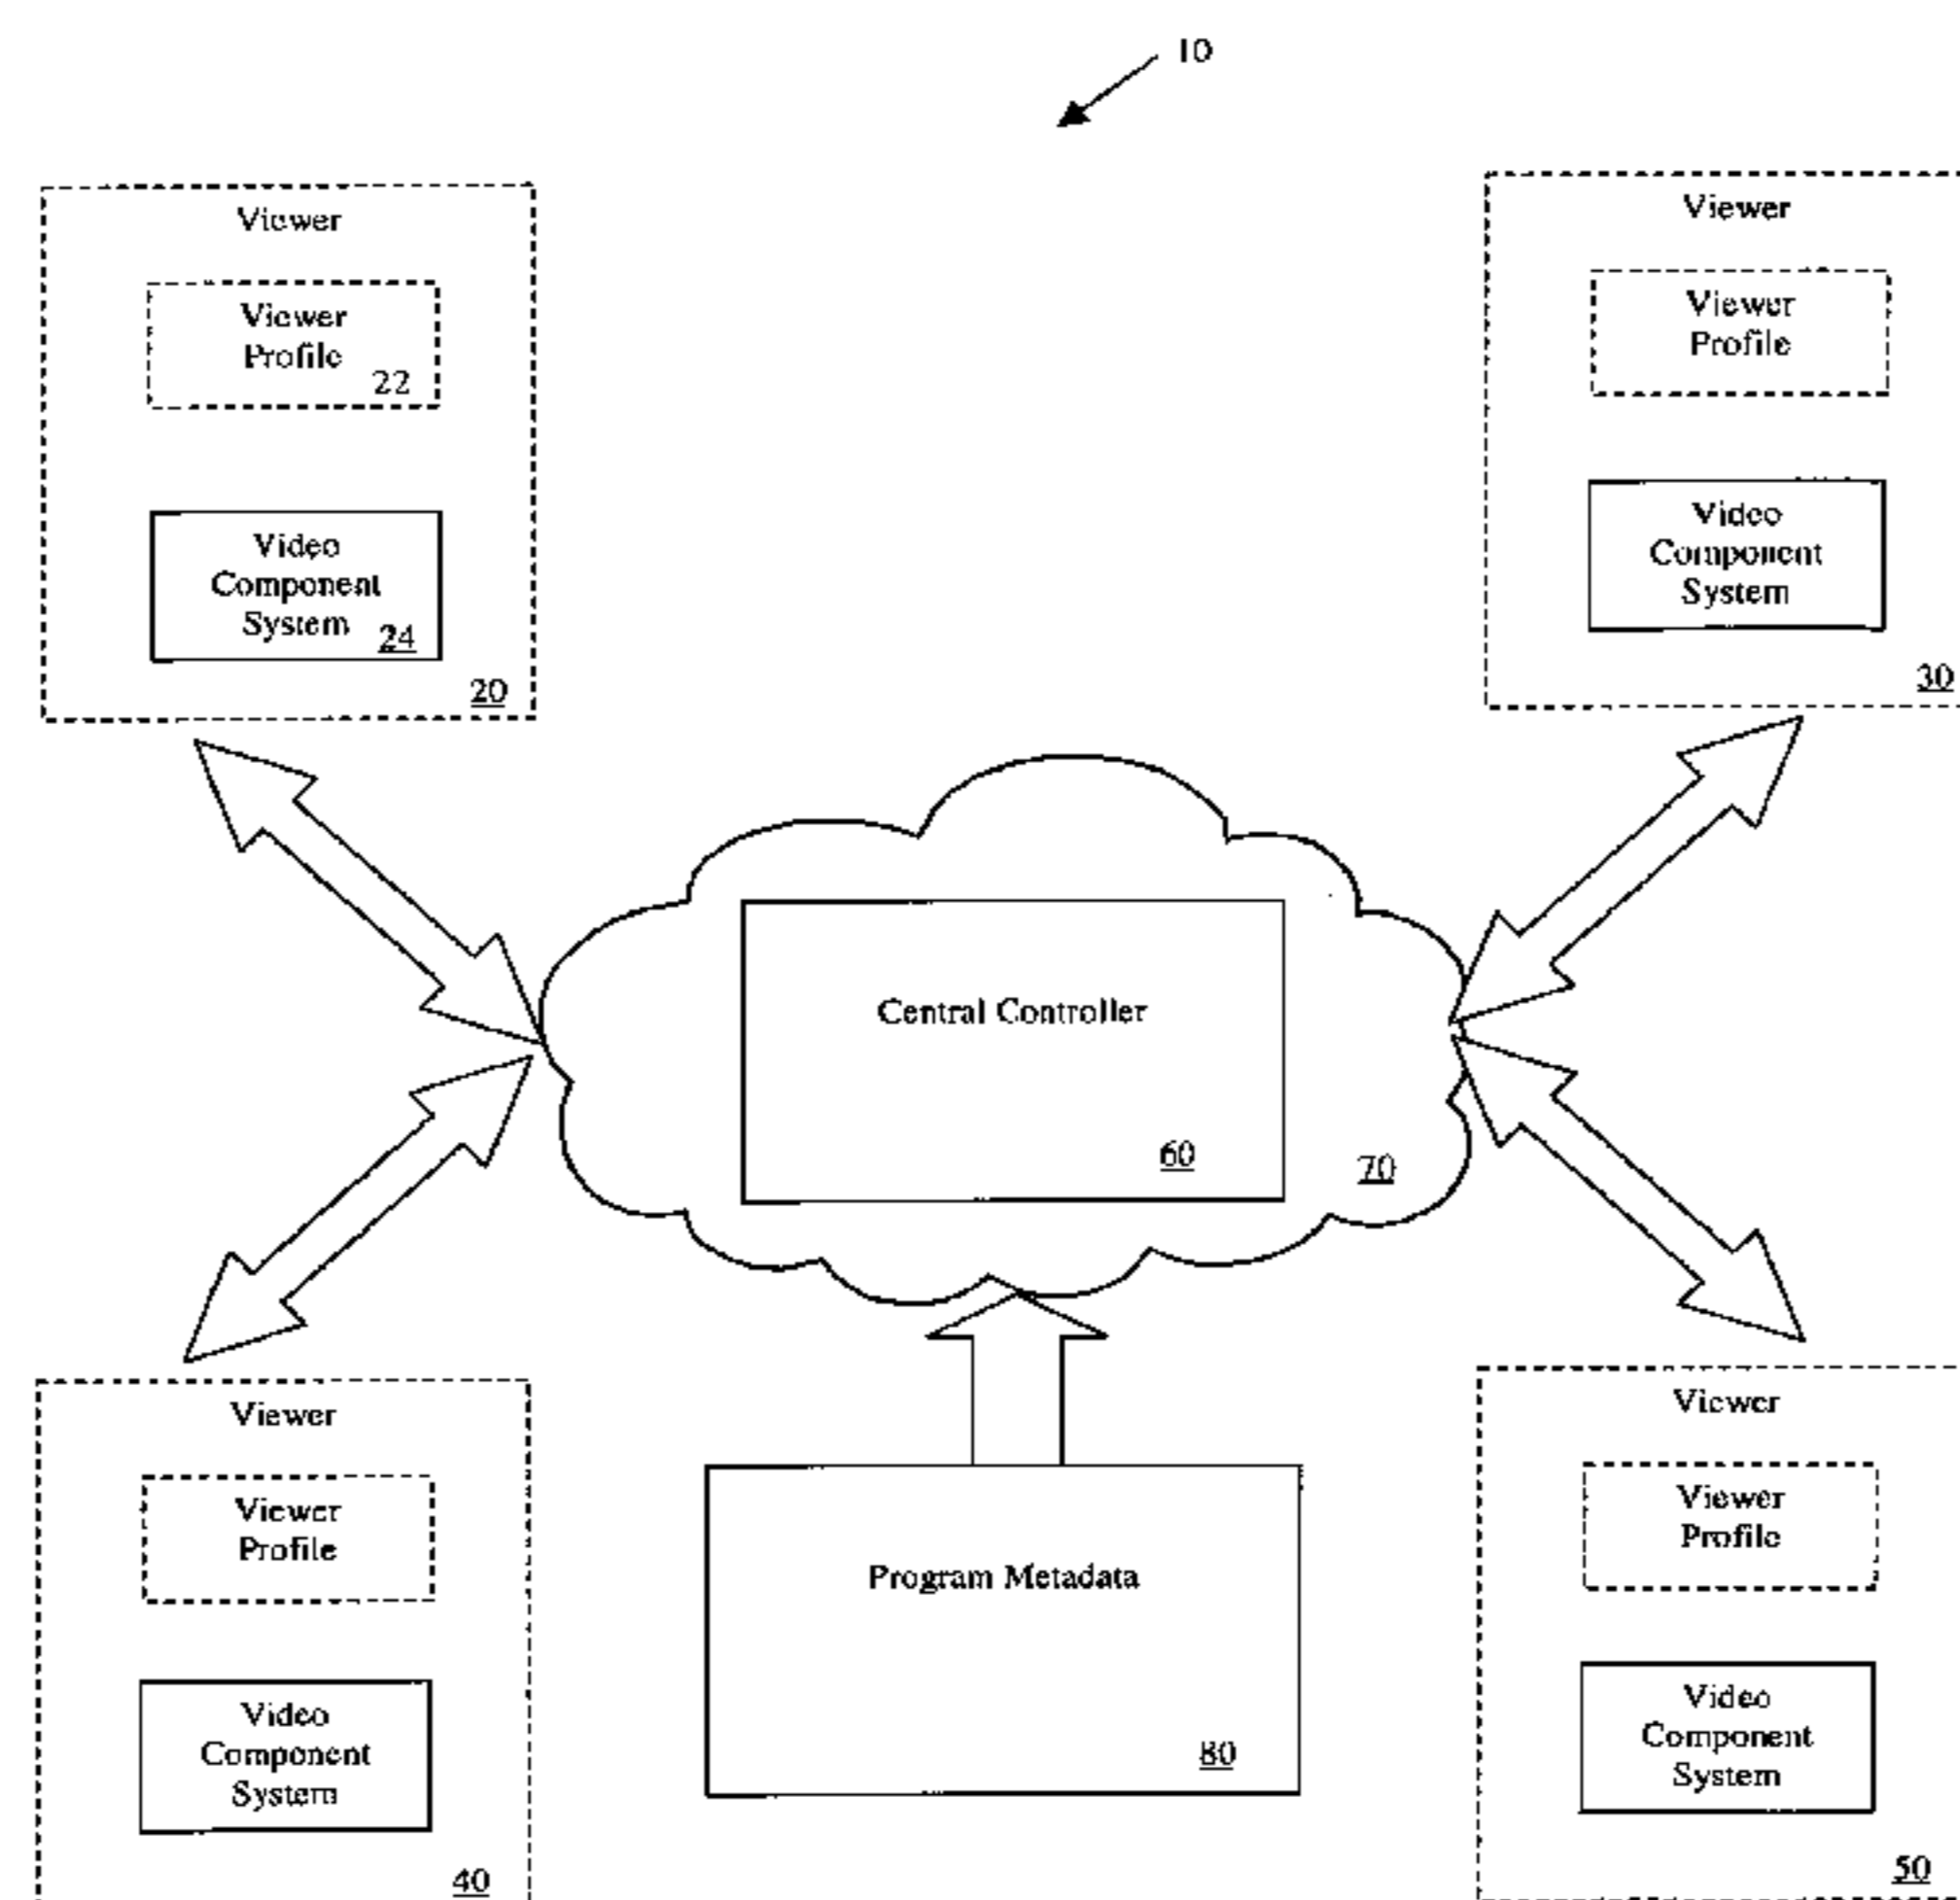 10
Viewer
Viewer
Profile
22
Video
Component
System
24
20
Viewer
Viewer
Profile
Video
Component
System
30
Central Controller
60
70
Viewer
Viewer
Profile
Video
Component
System
40
Program Metadata
80
Viewer
Viewer
Profile
Video
Component
System
50